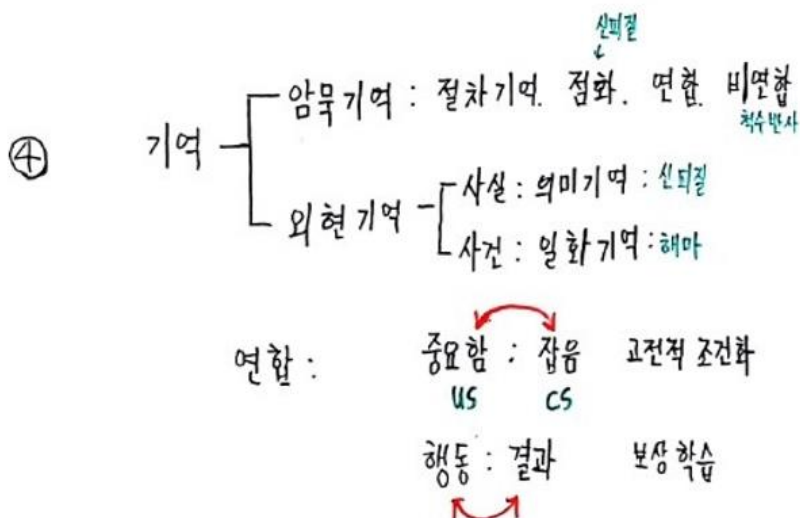 신피질
암묵기억 : 절차기억. 점화. 연합. 비연합
척수반사
④ 기억
외현기억
사실 : 의미기억 : 신피질
사건 : 일화기억 : 해마
연합 : 중요함 : 잡음 고전적 조건화
US CS
행동 : 결과 보상 학습